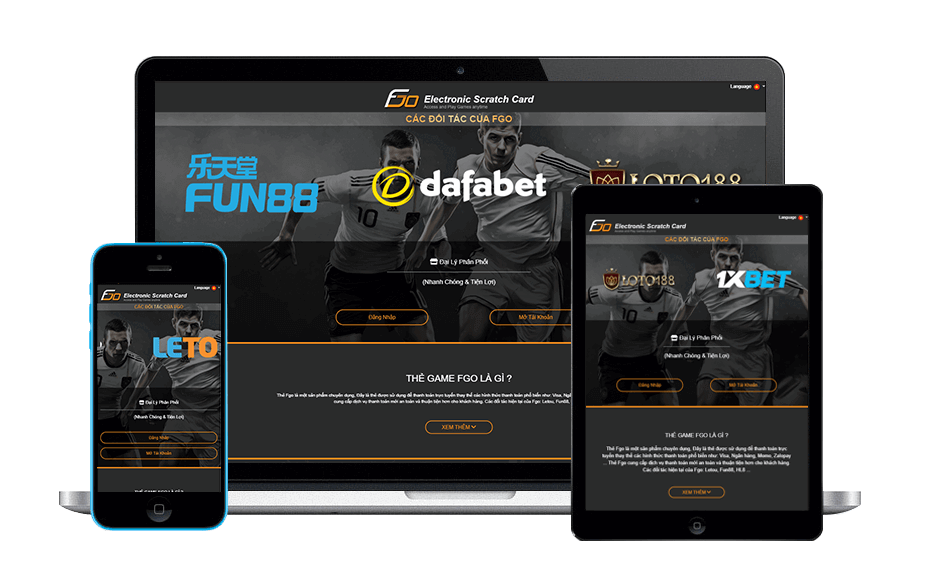 Language
FGO Electronic Scratch Card
Access and Play Games anytime
CÁC ĐỐI TÁC CỦA FGO
乐天堂
FUN88
dafabet
LOTO188
10
Đại Lý Phân Phối
(Nhanh Chóng & Tiện Lợi)
Đăng Nhập
Mở Tài Khoản
THẺ GAME FGO LÀ GÌ ?
Thẻ Fgo là một sản phẩm chuyên dụng, Đây là thẻ được sử dụng để thanh toán trực tuyến thay thế các hình thức thanh toán phổ biến như: Visa, Ngân
cung cấp dịch vụ thanh toán mới an toàn và thuận tiện hơn cho khách hàng. Các đối tác hiện tại của Fgo: Letou, Fun88,
XEM THÊM
Language
FGO Electronic Scratch Card
CÁC ĐỐI TÁC CỦA FGO
LOTO188
1XBET
10
Đại Lý Phân Phối
(Nhanh Chóng & Tiện Lợi)
Đăng Nhập
Mở Tài Khoản
THẺ GAME FGO LÀ GÌ ?
Thẻ Fgo là một sản phẩm chuyên dụng, Đây là thẻ được sử dụng để thanh toán trực
tuyến thay thế các hình thức thanh toán phổ biến như: Visa, Ngân hàng, Momo, Zalopay
... Thẻ Fgo cung cấp dịch vụ thanh toán mới an toàn và thuận tiện hơn cho khách hàng.
Các đối tác hiện tại của Fgo: Letou, Fun88, HL8 ...
XEM THÊM
Language
FGO Electronic Scratch Card
CÁC ĐỐI TÁC CỦA FGO
LETO
10
Đại Lý Phân Phối
(Nhanh Chóng & Tiện Lợi)
Đăng Nhập
Mở Tài Khoản
THẺ GAME FGO LÀ GÌ ?